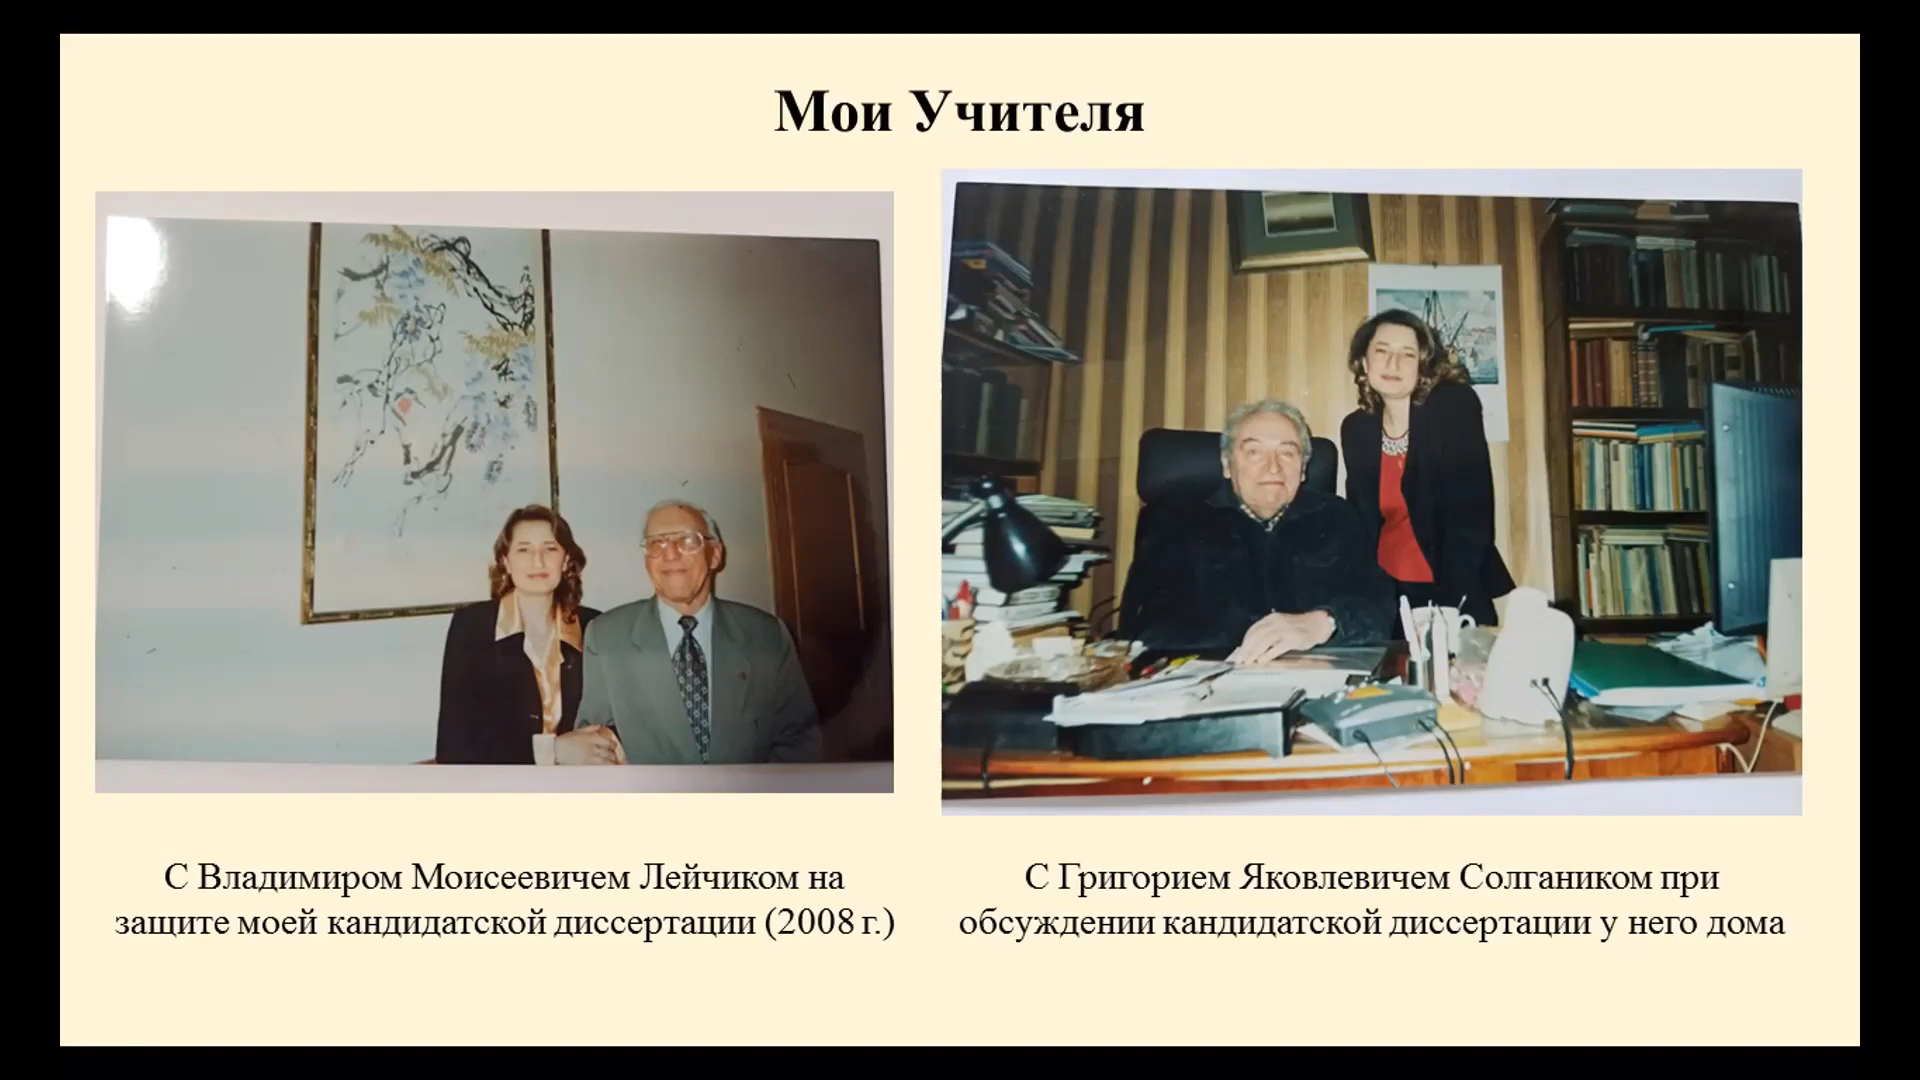 Мои Учителя
С Владимиром Моисеевичем Лейчиком на
защите моей кандидатской диссертации (2008 г.)
С Григорием Яковлевичем Солгаником при
обсуждении кандидатской диссертации у него дома